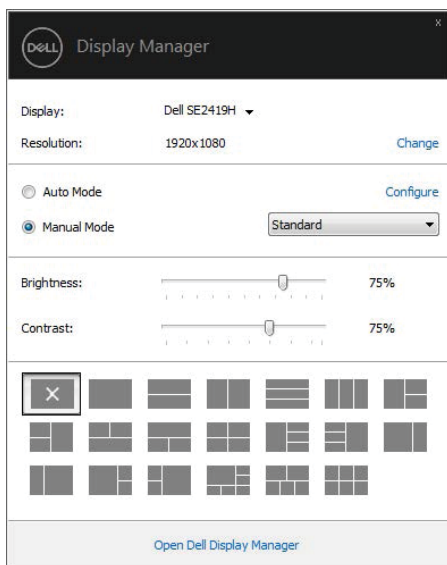 x
DELL Display Manager
Display: Dell SE2419H
Resolution: 1920x1080 Change
Auto Mode Configure
Manual Mode Standard
Brightness: 75%
Contrast: 75%
Open Dell Display Manager